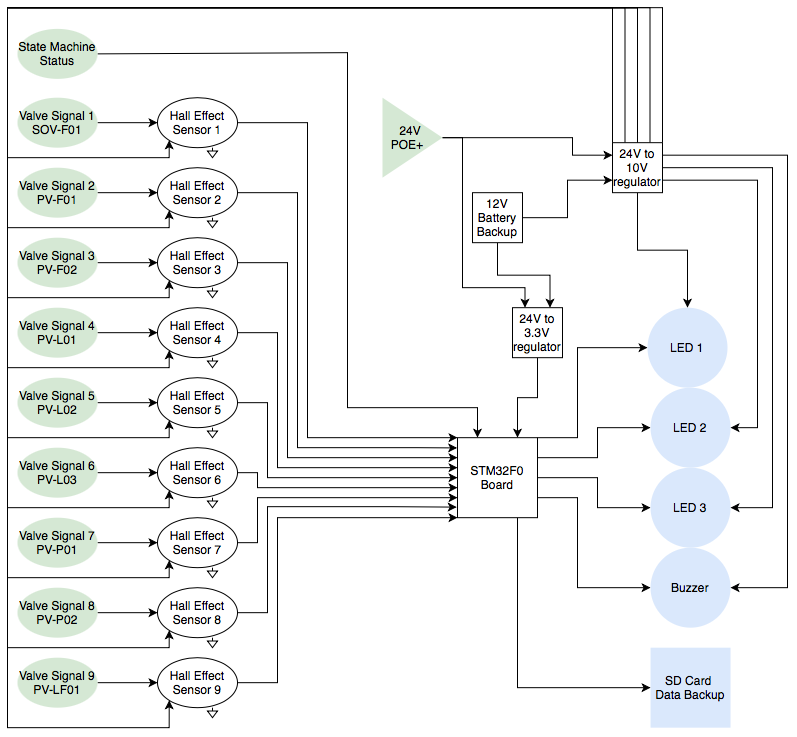 State Machine
Status
Valve Signal 1
SOV-F01
Hall Effect
Sensor 1
24V
POE+
24V to
10V
regulator
Valve Signal 2
PV-F01
Hall Effect
Sensor 2
12V
Battery
Backup
Valve Signal 3
PV-F02
Hall Effect
Sensor 3
Valve Signal 4
PV-L01
Hall Effect
Sensor 4
24V to
3.3V
regulator
LED 1
Valve Signal 5
PV-L02
Hall Effect
Sensor 5
LED 2
Valve Signal 6
PV-L03
Hall Effect
Sensor 6
STM32F0
Board
LED 3
Valve Signal 7
PV-P01
Hall Effect
Sensor 7
Buzzer
Valve Signal 8
PV-P02
Hall Effect
Sensor 8
Valve Signal 9
PV-LF01
Hall Effect
Sensor 9
SD Card
Data Backup